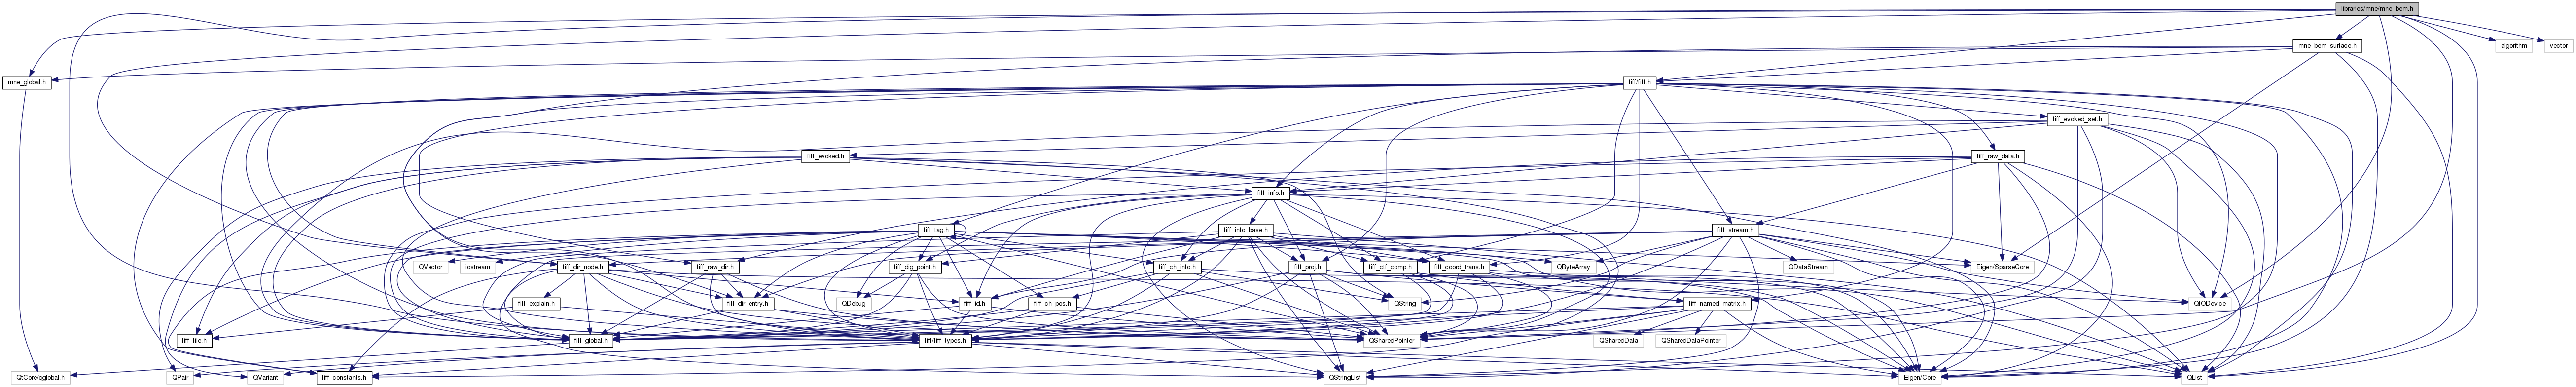 libraries/mne/mne_bem.h
mne_bem_surface.h
algorithm
vector
mne_global.h
fiff/fiff.h
fiff_evoked_set.h
fiff_evoked.h
fiff_raw_data.h
fiff_info.h
fiff_tag.h
fiff_info_base.h
fiff_stream.h
QVector
iostream
fiff_dir_node.h
fiff_raw_dir.h
fiff_dig_point.h
fiff_ch_info.h
fiff_proj.h
fiff_ctf_comp.h
fiff_coord_trans.h
QByteArray
QDataStream
Eigen/SparseCore
fiff_explain.h
fiff_dir_entry.h
QDebug
fiff_id.h
fiff_ch_pos.h
QString
fiff_named_matrix.h
QIODevice
fiff_file.h
fiff_global.h
fiff/fiff_types.h
QSharedPointer
QSharedData
QSharedDataPointer
QtCore/qglobal.h
QPair
QVariant
fiff_constants.h
QStringList
Eigen/Core
QList